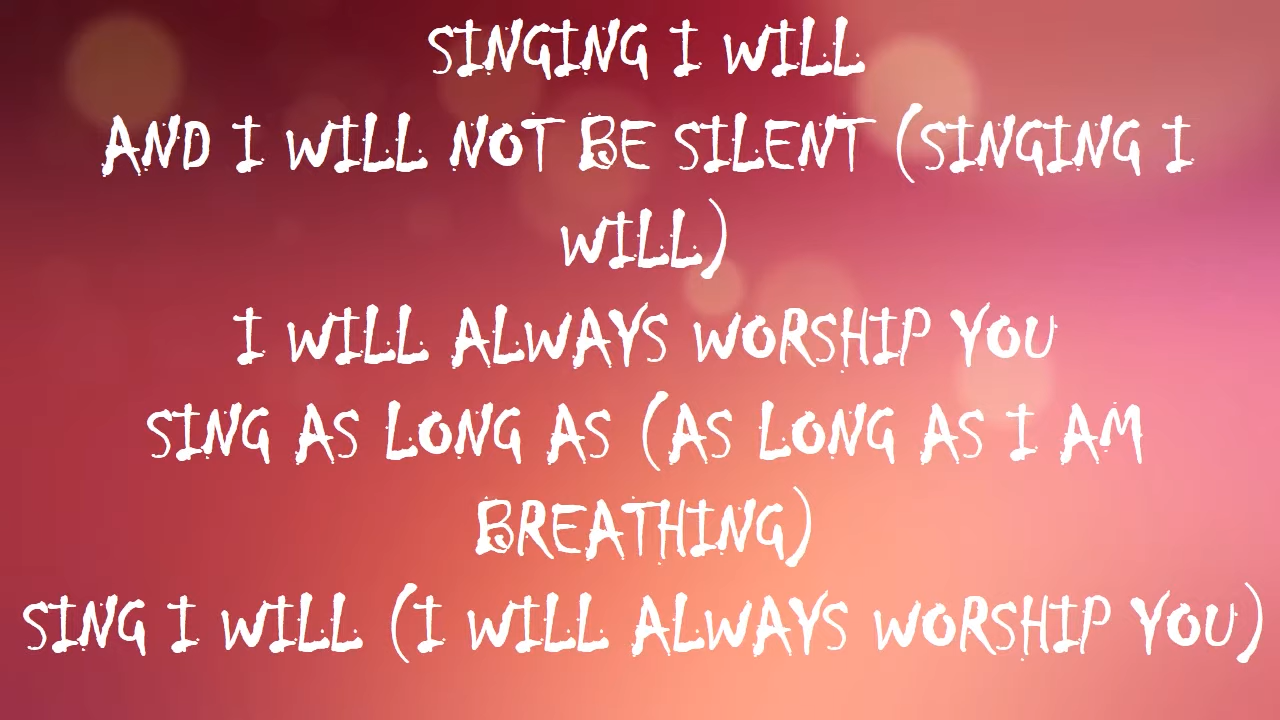 SINGING I WILL
AND I WILL NOT BE SILENT (SINGING I
WILL)
I WILL ALWAYS WORSHIP YOU
SING AS LONG AS (AS LONG AS I AM
BREATHING)
SING I WILL (I WILL ALWAYS WORSHIP YOU)